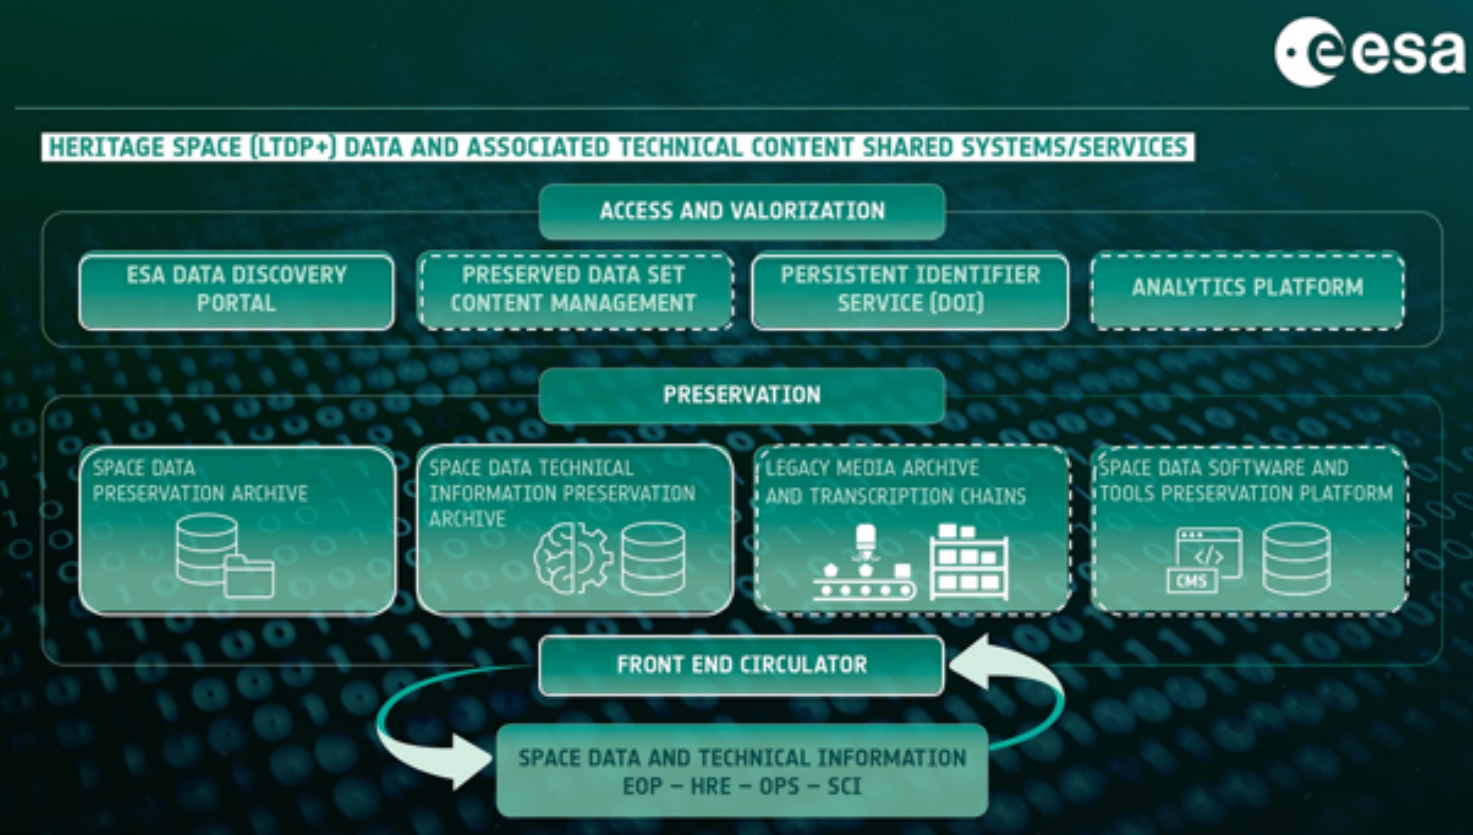 esa
HERITAGE SPACE (LTDP+) DATA AND ASSOCIATED TECHNICAL CONTENT SHARED SYSTEMS/SERVICES
ACCESS AND VALORIZATION
ESA DATA DISCOVERY
PORTAL
PRESERVED DATA SET
CONTENT MANAGEMENT
PERSISTENT IDENTIFIER
SERVICE (DOI)
ANALYTICS PLATFORM
PRESERVATION
SPACE DATA
PRESERVATION ARCHIVE
SPACE DATA TECHNICAL
INFORMATION PRESERVATION
ARCHIVE
LEGACY MEDIA ARCHIVE
AND TRANSCRIPTION CHAINS
SPACE DATA SOFTWARE AND
TOOLS PRESERVATION PLATFORM
</>
CMS
FRONT END CIRCULATOR
SPACE DATA AND TECHNICAL INFORMATION
EOP – HRE – OPS – SCI